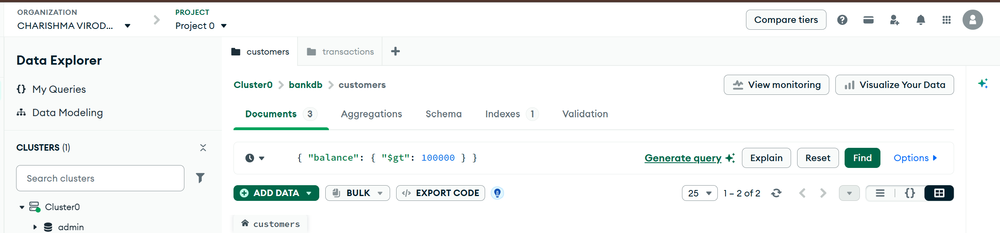 ORGANIZATION
CHARISHMA VIROD...
PROJECT
Project 0
Compare tiers
Data Explorer
My Queries
Data Modeling
CLUSTERS (1)
Search clusters
Cluster0
admin
customers
transactions
Cluster0 bankdb customers
View monitoring
Visualize Your Data
Documents 3
Aggregations
Schema
Indexes 1
Validation
{ "balance": { "$gt": 100000 } }
Generate query
Explain
Reset
Find
Options
ADD DATA
BULK
EXPORT CODE
25
1 – 2 of 2
customers